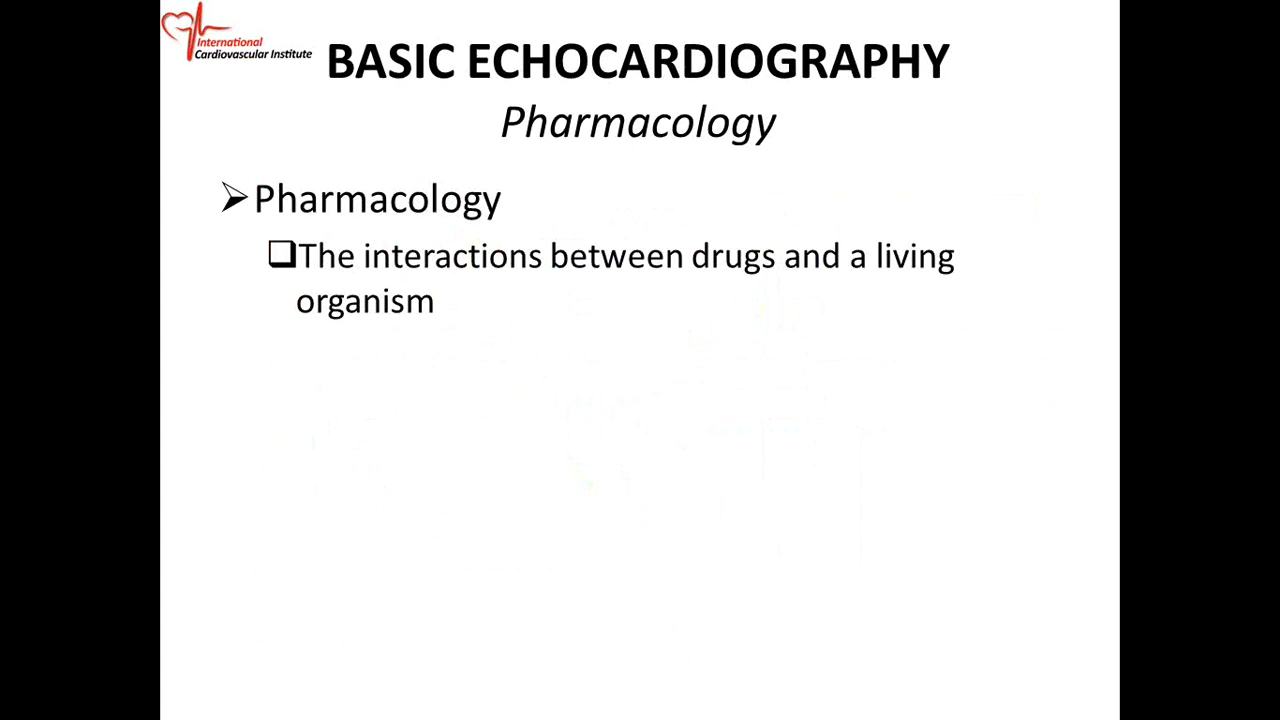 International
Cardiovascular Institute
BASIC ECHOCARDIOGRAPHY
Pharmacology
Pharmacology
The interactions between drugs and a living
organism